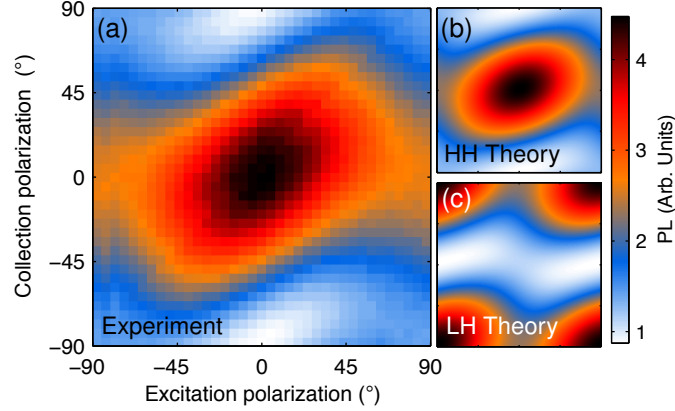 (a)
Experiment
Collection polarization (°)
90
45
0
−45
−90
−90
−45
0
45
90
Excitation polarization (°)
(b)
HH Theory
(c)
LH Theory
4
3
2
1
PL (Arb. Units)